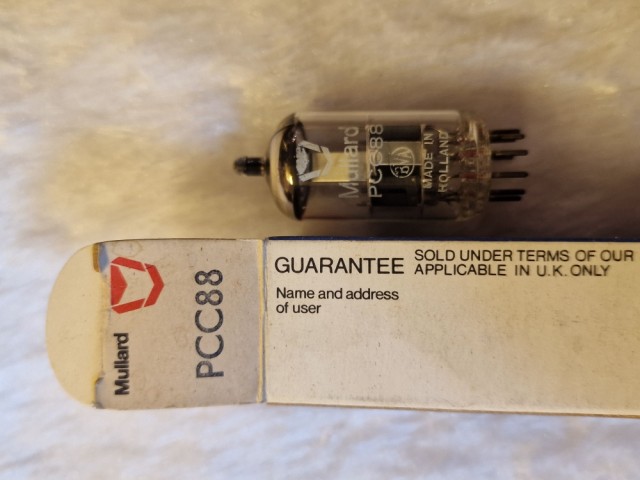 Mullard
PCC88
MADE IN
HOLLAND
Mullard
PCC88
GUARANTEE
SOLD UNDER TERMS OF OUR
APPLICABLE IN U.K. ONLY
Name and address
of user